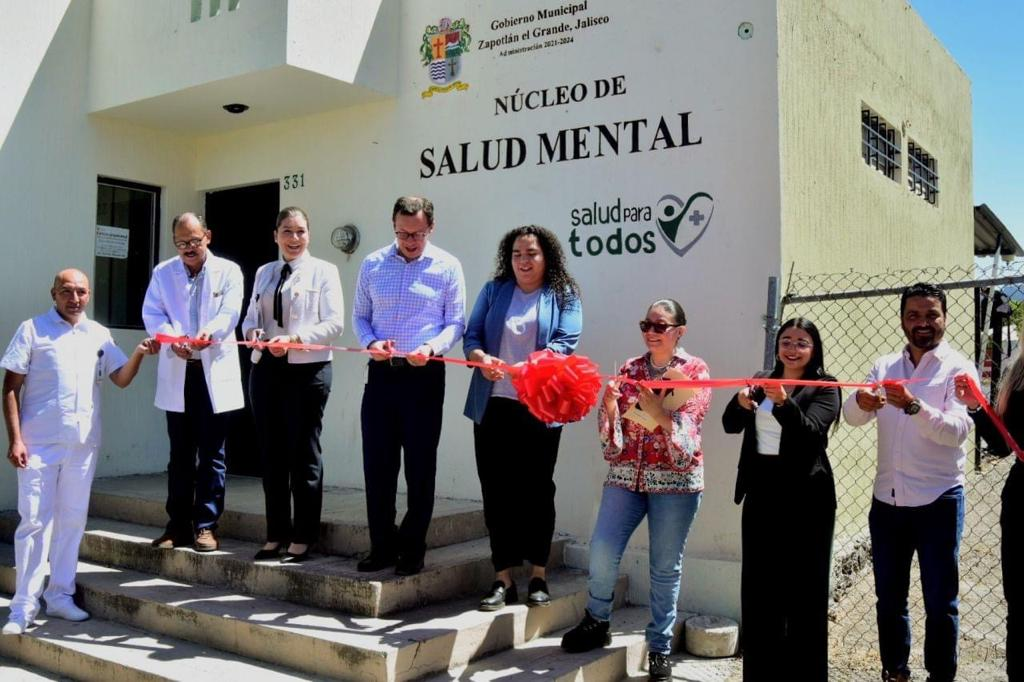 Gobierno Municipal
Zapotlán el Grande, Jalisco
Administración 2021-2024
NÚCLEO DE
SALUD MENTAL
331
salud para
todos